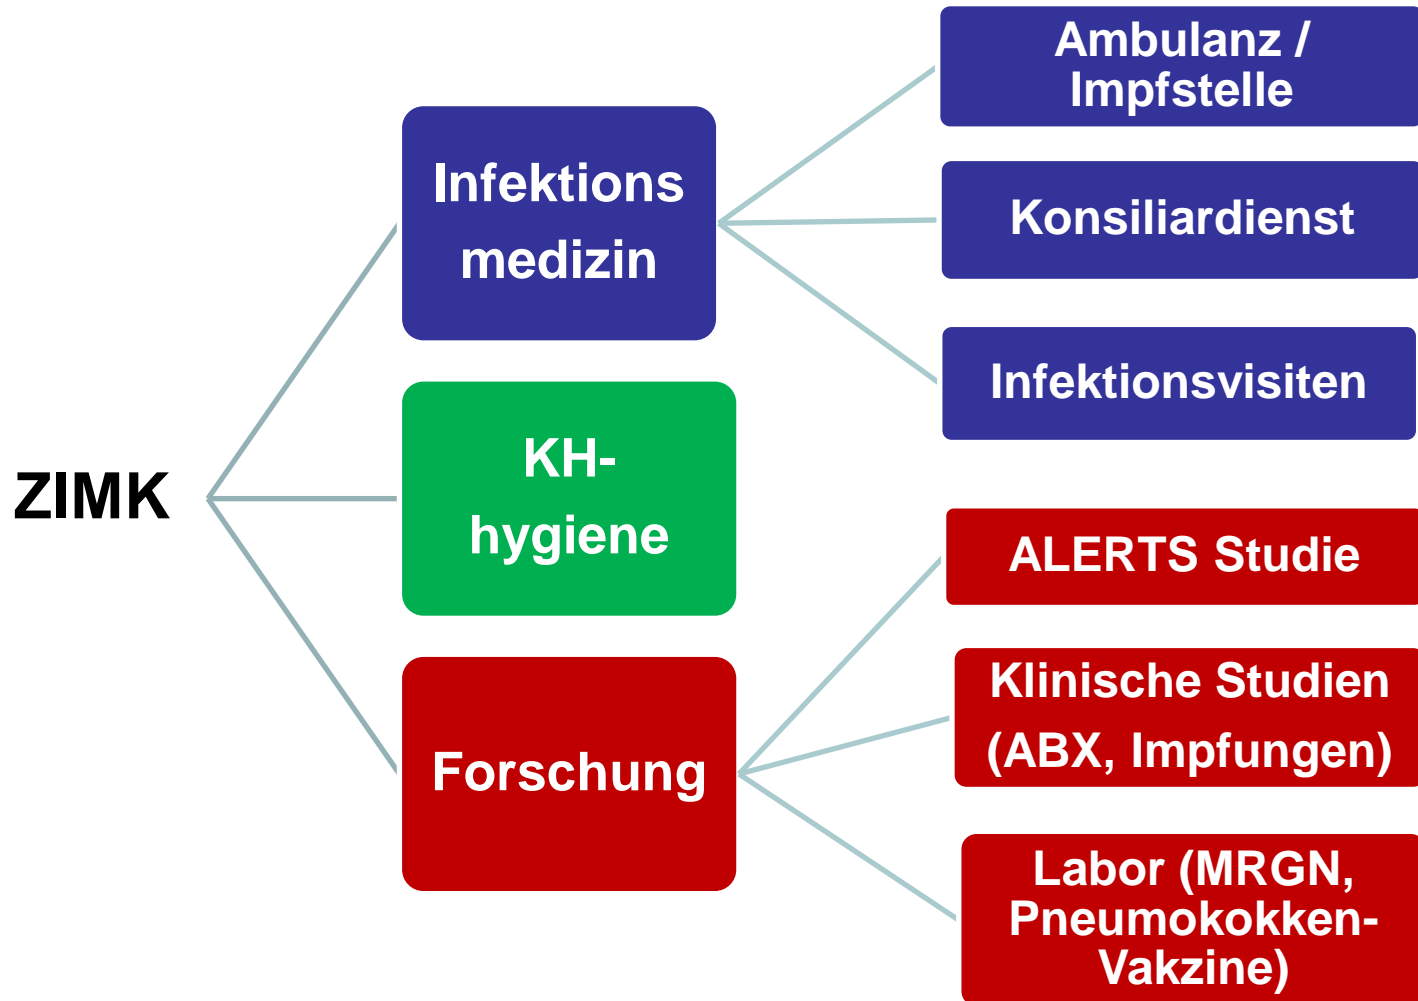 ZIMK
Infektions
medizin
Ambulanz /
Impfstelle
Konsiliardienst
Infektionsvisiten
KH-
hygiene
Forschung
ALERTS Studie
Klinische Studien
(ABX, Impfungen)
Labor (MRGN,
Pneumokokken-
Vakzine)